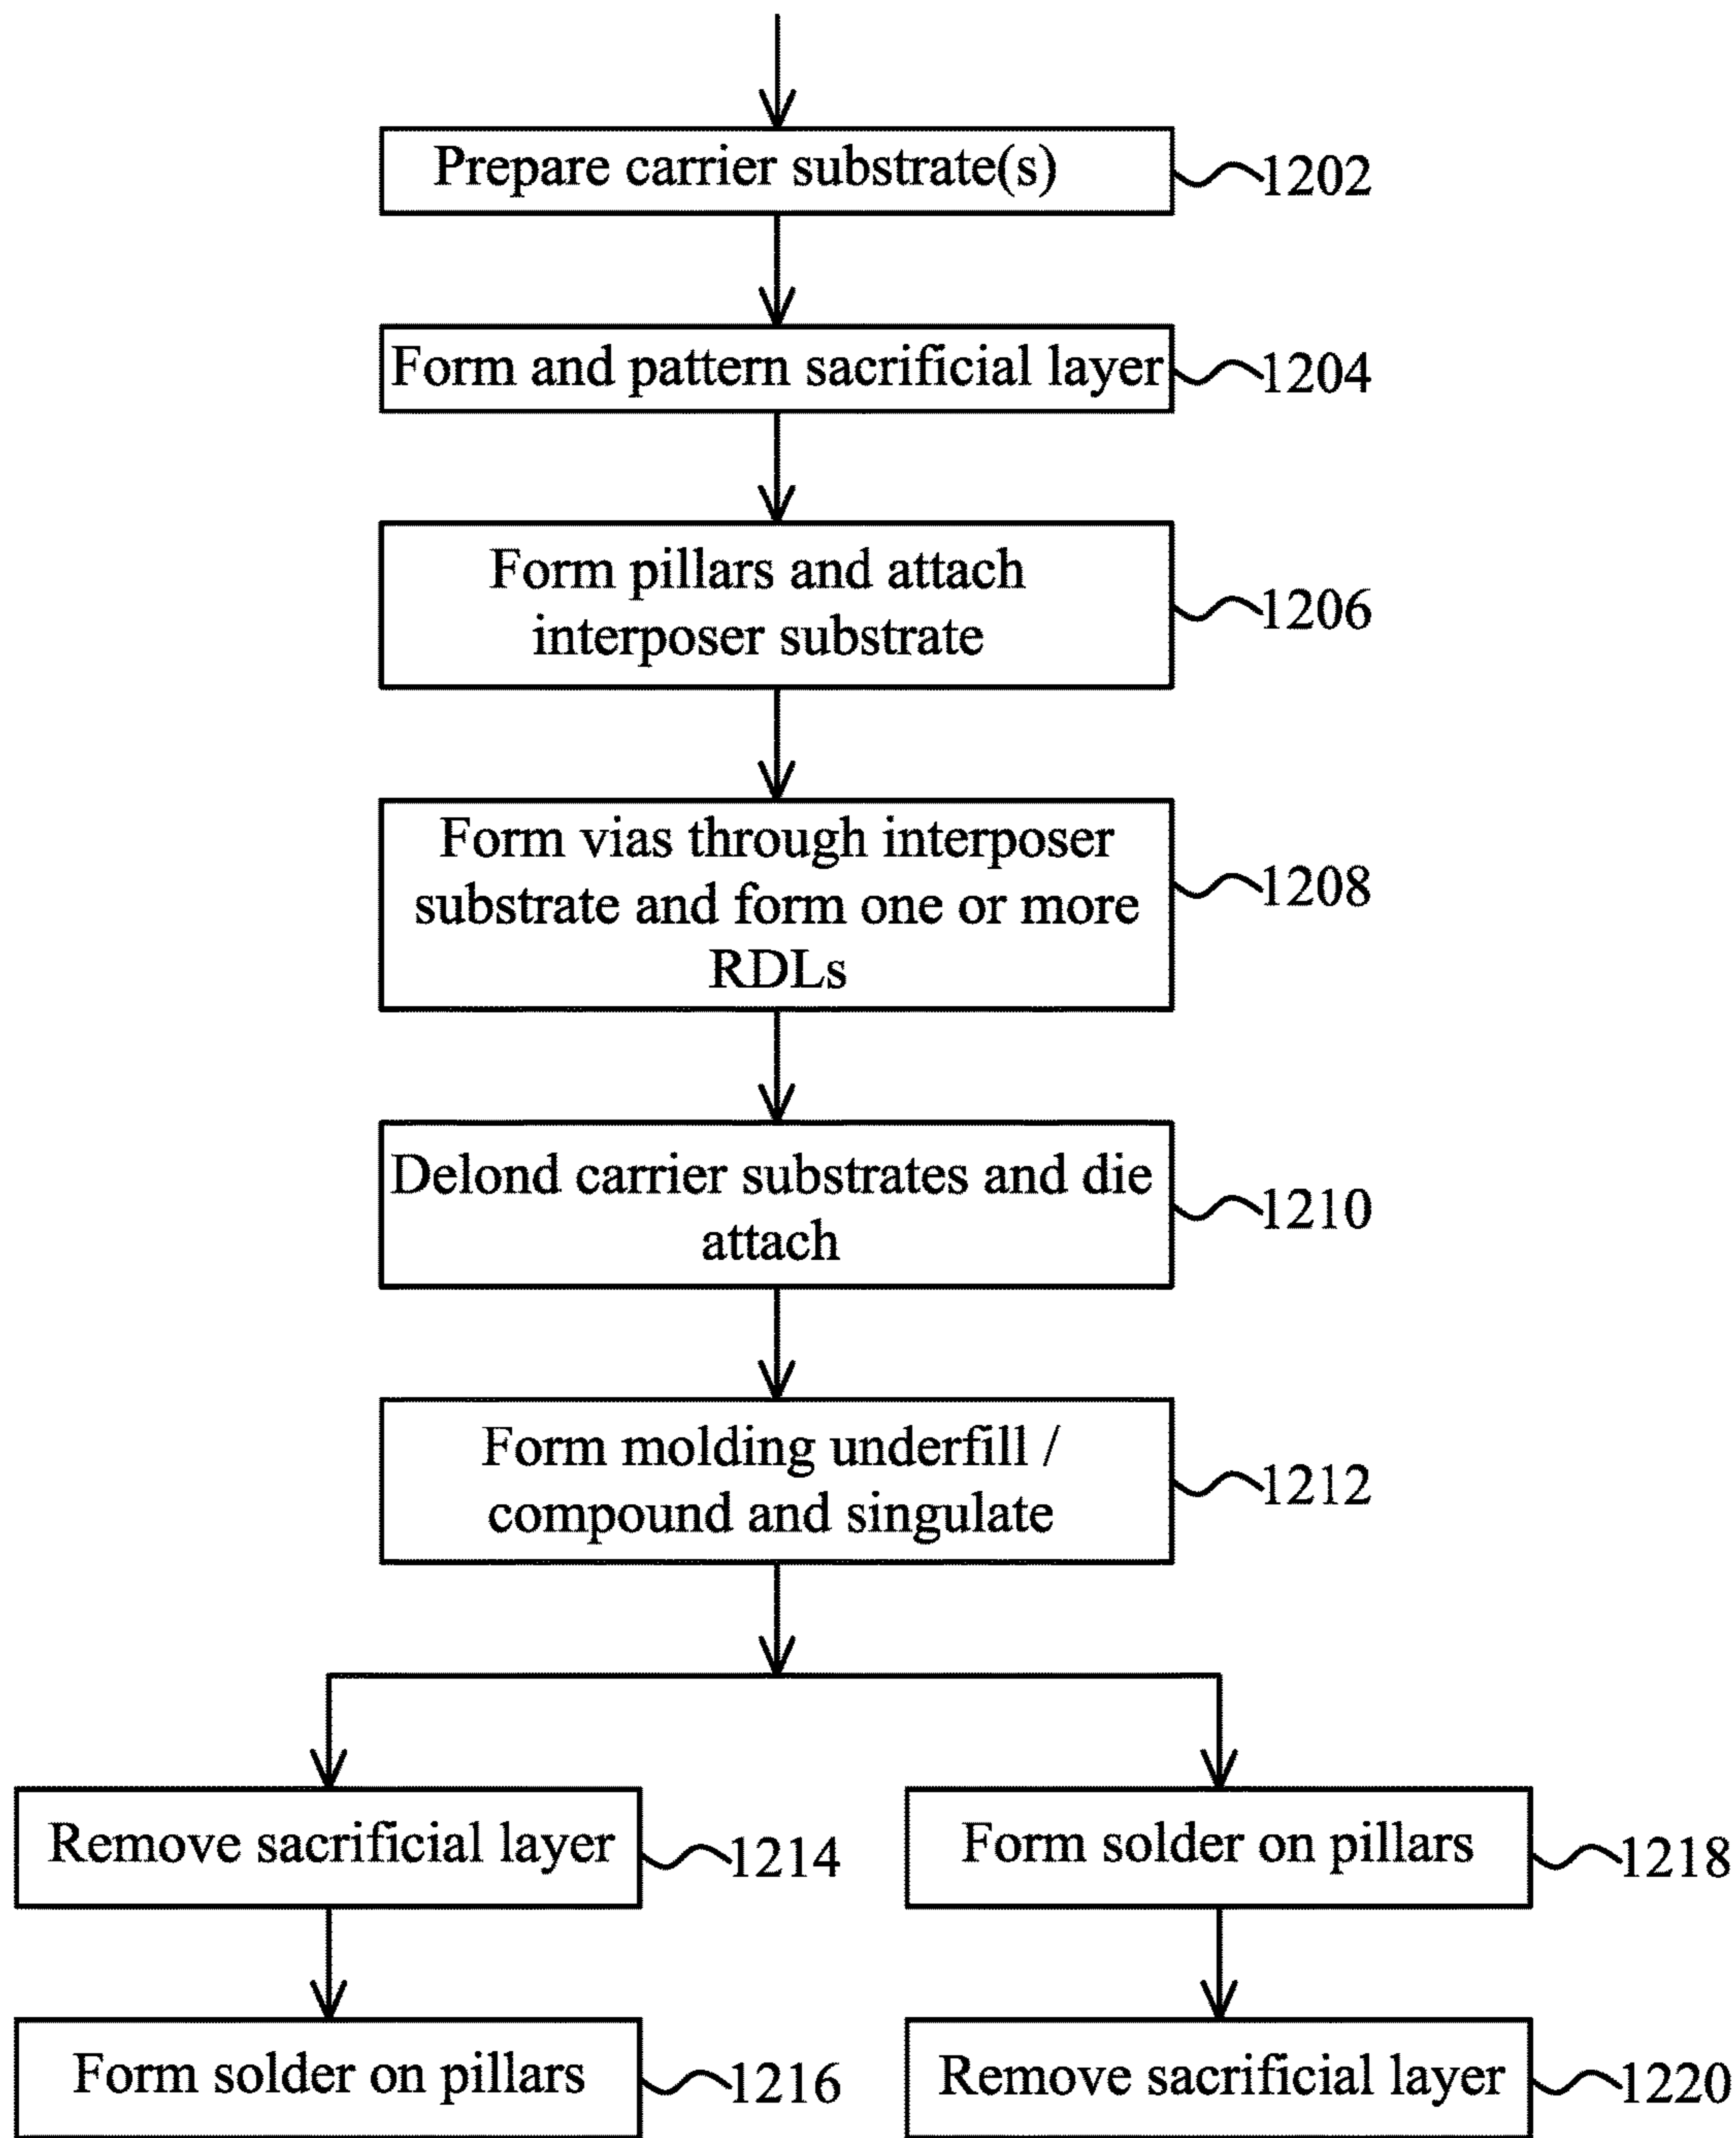 Prepare carrier substrate(s)
1202
Form and pattern sacrificial layer
1204
Form pillars and attach
interposer substrate
1206
Form vias through interposer
substrate and form one or more
RDLs
1208
Delond carrier substrates and die
attach
1210
Form molding underfill /
compound and singulate
1212
Remove sacrificial layer
1214
Form solder on pillars
1216
Form solder on pillars
1218
Remove sacrificial layer
1220